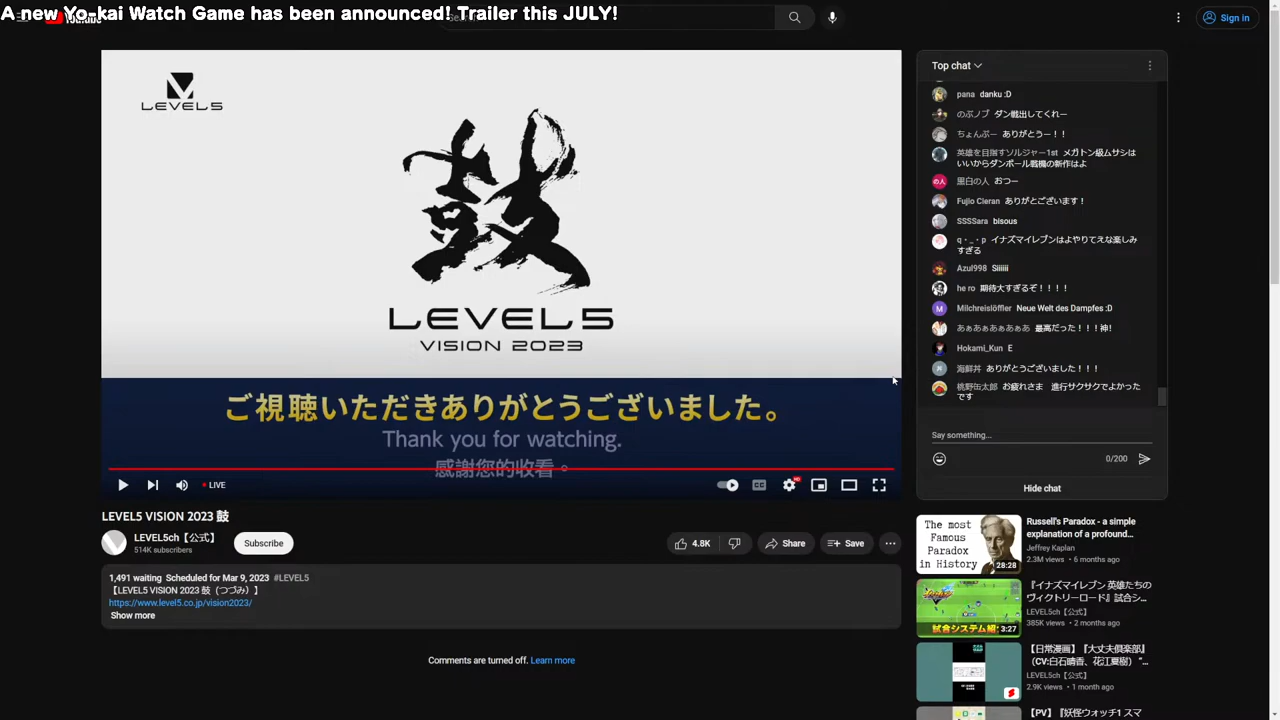 A new Yo-kai Watch Game has been announced! Trailer this JULY!
Sign in
LEVEL5
鼓
LEVEL5
VISION 2023
ご視聴いただきありがとうございました。
Thank you for watching.
感謝您的收看。
LIVE
CC
HD
LEVEL5 VISION 2023 鼓
LEVEL5ch【公式】
514K subscribers
Subscribe
4.8K
Share
Save
1,491 waiting Scheduled for Mar 9, 2023 #LEVEL5
【LEVEL5 VISION 2023 鼓（つづみ）】
https://www.level5.co.jp/vision2023/
Show more
Comments are turned off. Learn more
Top chat
pana danku :D
のぶノブ ダン戦出してくれー
ちょんぷー ありがとうー！！
英雄を目指すソルジャー1st メガトン級ムサシは
いいからダンボール戦機の新作はよ
黒白の人 おつー
Fujio Cieran ありがとございます！
SSSSara bisous
q・_・p イナズマイレブンはよやりてえな楽しみ
すぎる
Azul998 Siiiiii
he ro 期待大すぎるぞ！！！！
Milchreislöffler Neue Welt des Dampfes :D
あぁあぁあぁあぁあ 最高だった！！！神！
Hokami_Kun E
海鮮丼 ありがとうございました！！！
桃野缶太郎 お疲れさま 進行サクサクでよかった
です
Say something...
0/200
Hide chat
The most
Famous
Paradox
in History
28:28
Russell's Paradox - a simple
explanation of a profound...
Jeffrey Kaplan
2.3M views • 6 months ago
試合システム
3:27
『イナズマイレブン 英雄たちの
ヴィクトリーロード』試合シ...
LEVEL5ch【公式】
385K views • 2 months ago
【日常漫画】『大丈夫倶楽部』
（CV:白石晴香、花江夏樹） "...
LEVEL5ch【公式】
2.9K views • 1 month ago
【PV】『妖怪ウォッチ1 スマ